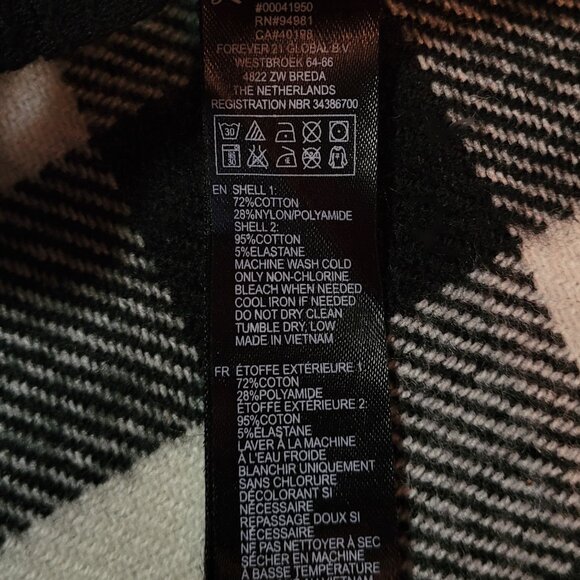 #00041950
RN#94981
CA#40198
FOREVER 21 GLOBAL B.V.
WESTBROEK 64-66
4822 ZW BREDA
THE NETHERLANDS
REGISTRATION NBR 34386700
30
EN SHELL 1:
72%COTTON
28%NYLON/POLYAMIDE
SHELL 2:
95%COTTON
5%ELASTANE
MACHINE WASH COLD
ONLY NON-CHLORINE
BLEACH WHEN NEEDED
COOL IRON IF NEEDED
DO NOT DRY CLEAN
TUMBLE DRY, LOW
MADE IN VIETNAM
FR ÉTOFFE EXTÉRIEURE 1
72%COTON
28%POLYAMIDE
ÉTOFFE EXTÉRIEURE 2:
95%COTON
5%ELASTANE
LAVER À LA MACHINE
À L'EAU FROIDE
BLANCHIR UNIQUEMENT
SANS CHLORURE
DÉCOLORANT SI
NÉCESSAIRE
REPASSAGE DOUX SI
NÉCESSAIRE
NE PAS NETTOYER À SEC
SÉCHER EN MACHINE
À BASSE TEMPÉRATURE
VIETNAM